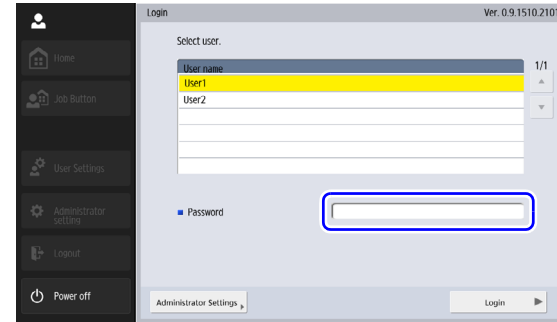 Login
Ver. 0.9.1510.2101
Home
Job Button
User Settings
Administrator
setting
Logout
Power off
Select user.
User name
1/1
User1
User2
Password
Administrator Settings
Login